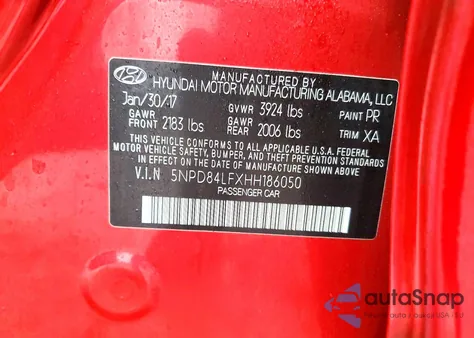 MANUFACTURED BY
HYUNDAI MOTOR MANUFACTURING ALABAMA, LLC
Jan/30/17 GVWR 3924 lbs PAINT PR
GAWR FRONT 2183 lbs GAWR REAR 2006 lbs TRIM XA
THIS VEHICLE CONFORMS TO ALL APPLICABLE U.S.A. FEDERAL
MOTOR VEHICLE SAFETY, BUMPER, AND THEFT PREVENTION
STANDARDS IN EFFECT ON THE DATE OF MANUFACTURE SHOWN ABOVE.
V.I.N 5NPD84LFXHH186050
PASSENGER CAR
autoSnap